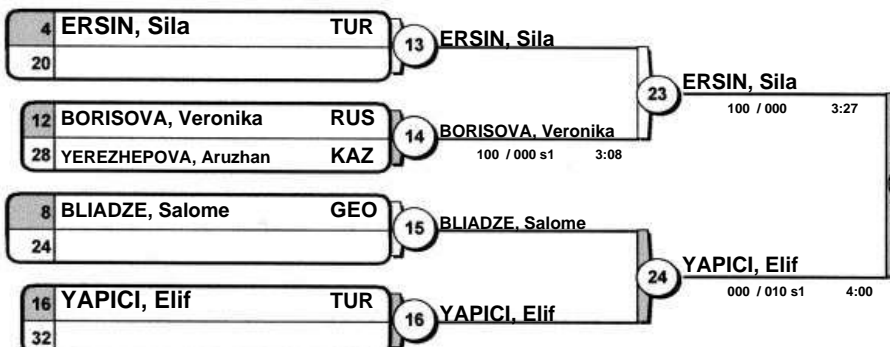 4 ERSIN, Sila TUR
20
13 ERSIN, Sila
12 BORISOVA, Veronika RUS
28 YEREZHEPOVA, Aruzhan KAZ
14 BORISOVA, Veronika
100 / 000 s1 3:08
23 ERSIN, Sila
100 / 000 3:27
8 BLIADZE, Salome GEO
24
15 BLIADZE, Salome
16 YAPICI, Elif TUR
32
16 YAPICI, Elif
24 YAPICI, Elif
000 / 010 s1 4:00